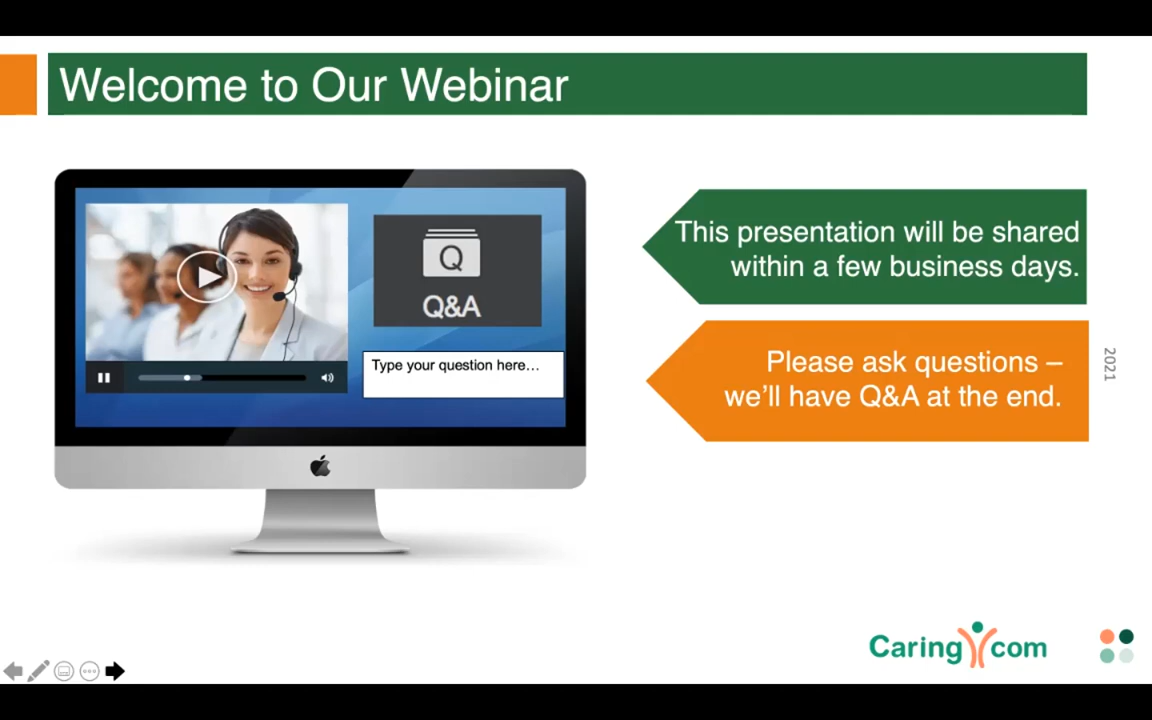 Welcome to Our Webinar
Q
Q&A
Type your question here...
This presentation will be shared
within a few business days.
Please ask questions –
we'll have Q&A at the end.
2021
Caring com